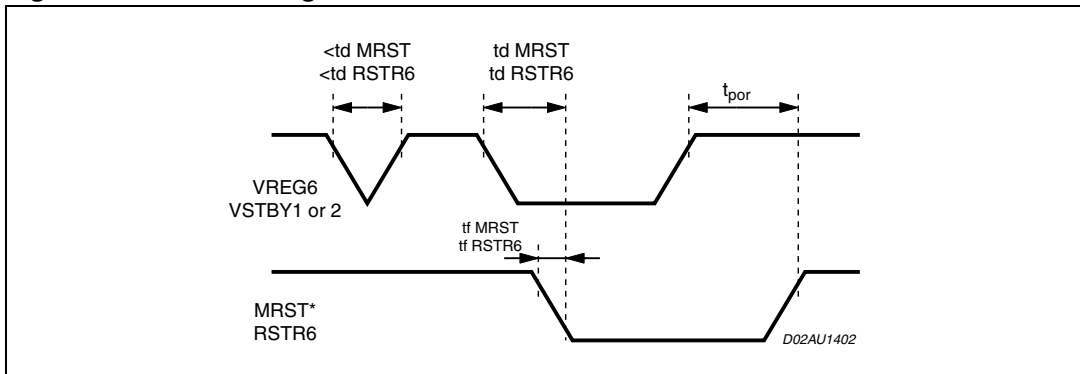 <td MRST
<td RSTR6
td MRST
td RSTR6
tpor
VREG6
VSTBY1 or 2
tf MRST
tf RSTR6
MRST*
RSTR6
D02AU1402